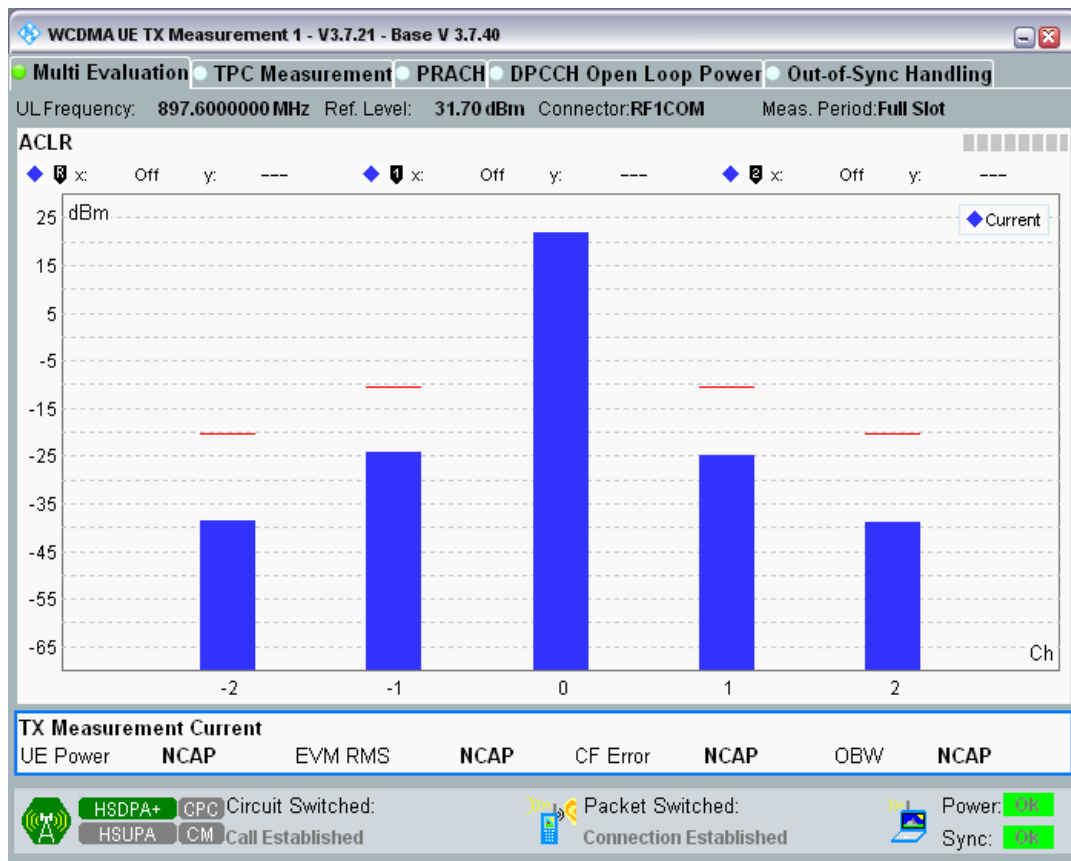 WCDMA UE TX Measurement 1 - V3.7.21 - Base V 3.7.40
Multi Evaluation TPC Measurement PRACH DPCCH Open Loop Power Out-of-Sync Handling
UL Frequency: 897.6000000 MHz Ref. Level: 31.70 dBm Connector: RF1COM Meas. Period: Full Slot
ACLR
R x: Off y: --- 1 x: Off y: --- 2 x: Off y: ---
dBm
Current
25
15
5
-5
-15
-25
-35
-45
-55
-65
Ch
-2 -1 0 1 2
TX Measurement Current
UE Power NCAP EVM RMS NCAP CF Error NCAP OBW NCAP
HSDPA+ CPC Circuit Switched: Packet Switched: Power: OK
HSUPA CM Call Established Connection Established Sync: OK